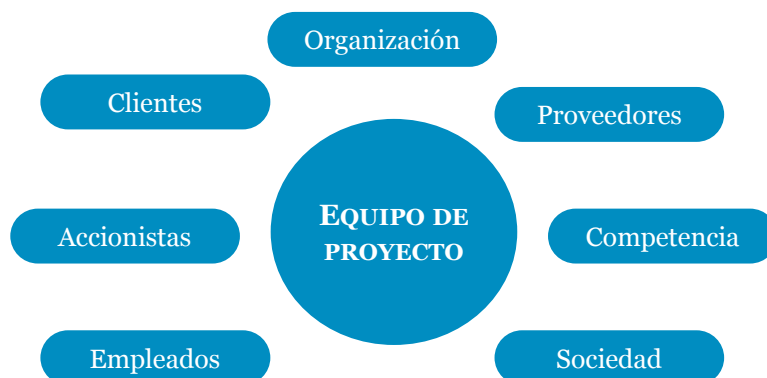 Organización
Clientes
Proveedores
EQUIPO DE
PROYECTO
Accionistas
Competencia
Empleados
Sociedad